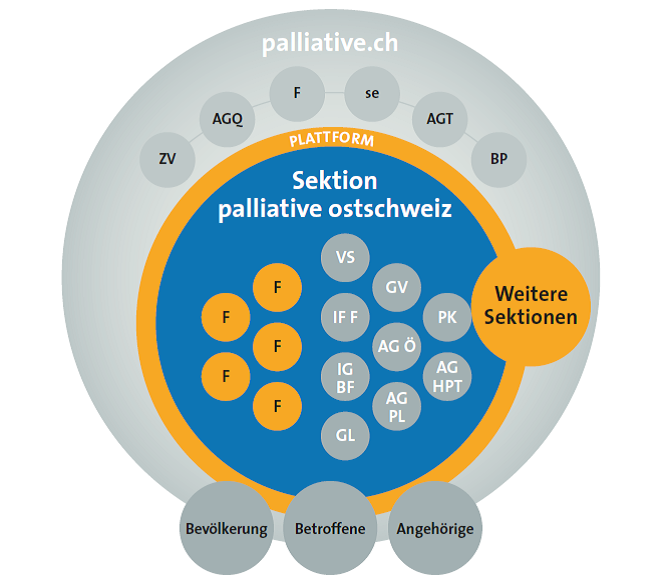 palliative.ch
ZV
AGQ
F
se
AGT
BP
PLATTFORM
Sektion
palliative ostschweiz
VS
F
GV
F
IF F
PK
Weitere
Sektionen
F
AG Ö
F
IG
BF
AG
HPT
F
AG
PL
GL
Bevölkerung
Betroffene
Angehörige